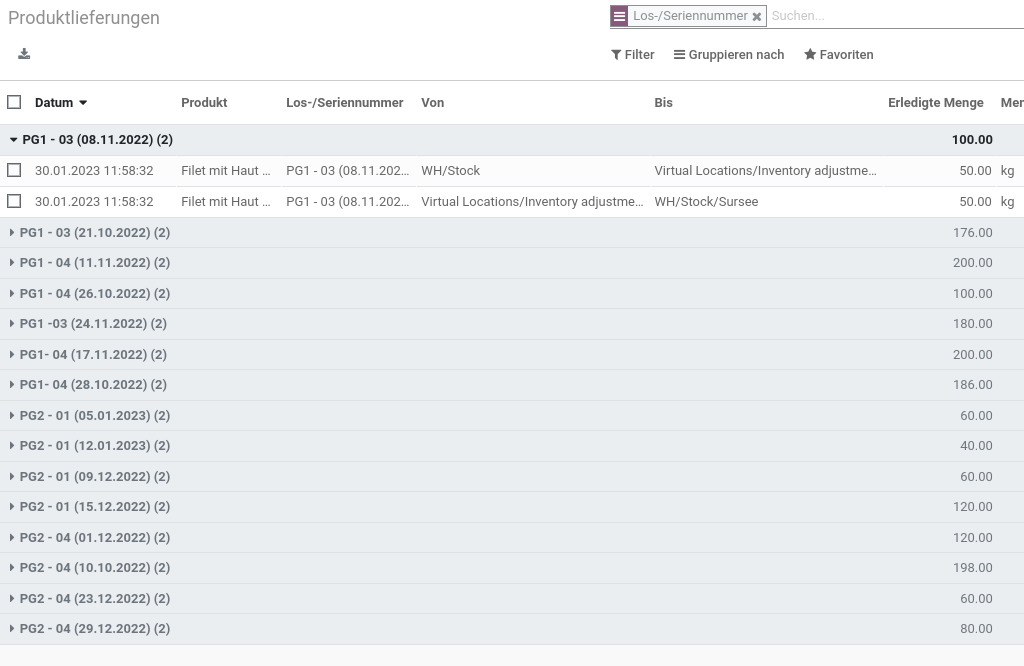 Produktlieferungen
Los-/Seriennummer Suchen...
Filter Gruppieren nach Favoriten
Datum Produkt Los-/Seriennummer Von Bis Erledigte Menge Mer
PG1 - 03 (08.11.2022) (2) 100.00
30.01.2023 11:58:32 Filet mit Haut ... PG1 - 03 (08.11.202... WH/Stock Virtual Locations/Inventory adjustme... 50.00 kg
30.01.2023 11:58:32 Filet mit Haut ... PG1 - 03 (08.11.202... Virtual Locations/Inventory adjustme... WH/Stock/Sursee 50.00 kg
PG1 - 03 (21.10.2022) (2) 176.00
PG1 - 04 (11.11.2022) (2) 200.00
PG1 - 04 (26.10.2022) (2) 100.00
PG1 -03 (24.11.2022) (2) 180.00
PG1- 04 (17.11.2022) (2) 200.00
PG1- 04 (28.10.2022) (2) 186.00
PG2 - 01 (05.01.2023) (2) 60.00
PG2 - 01 (12.01.2023) (2) 40.00
PG2 - 01 (09.12.2022) (2) 60.00
PG2 - 01 (15.12.2022) (2) 120.00
PG2 - 04 (01.12.2022) (2) 120.00
PG2 - 04 (10.10.2022) (2) 198.00
PG2 - 04 (23.12.2022) (2) 60.00
PG2 - 04 (29.12.2022) (2) 80.00